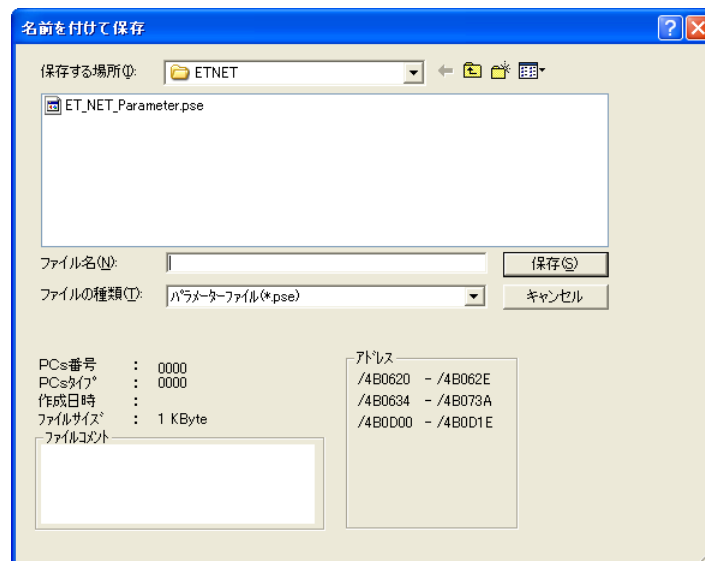 名前を付けて保存
保存する場所(I): ETNET
ET_NET_Parameter.pse
ファイル名(N): 保存(S)
ファイルの種類(T): ﾊﾟﾗﾒｰﾀｰﾌｧｲﾙ(*.pse) キャンセル
PCs番号 : 0000
PCsﾀｲﾌﾟ : 0000
作成日時 :
ﾌｧｲﾙｻｲｽﾞ : 1 KByte
ﾌｧｲﾙｺﾒﾝﾄ
ｱﾄﾞﾚｽ
/4B0620 - /4B062E
/4B0634 - /4B073A
/4B0D00 - /4B0D1E